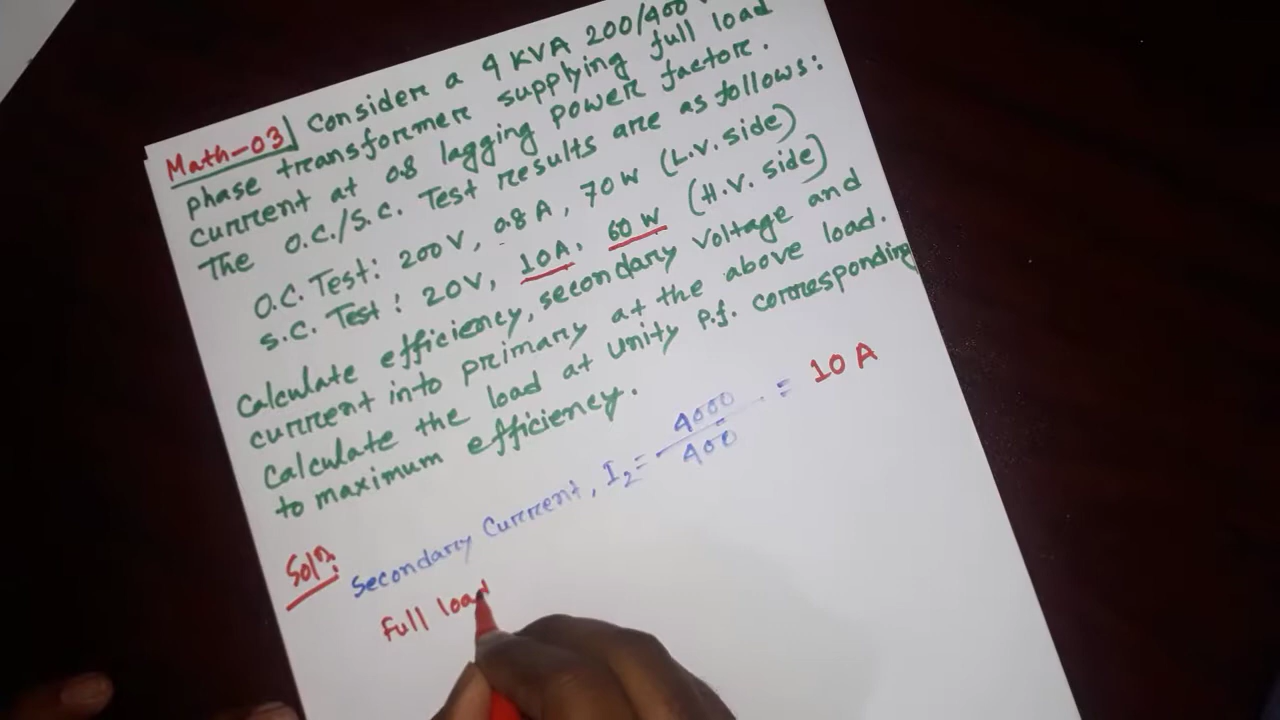 Math-03 Consider a 4 KVA 200/400
phase transformer supplying full load
current at 0.8 lagging power factor.
The O.C./S.C. Test results are as follows:
O.C. Test: 200V, 0.8A, 70W (L.V. side)
S.C. Test: 20V, 10A, 60W (H.V. side)
Calculate efficiency, secondary voltage and
current into primary at the above load.
Calculate the load at unity P.f. corresponding
to maximum efficiency.
Solⁿ:
Secondary Current, I₂ = 4000/400 = 10 A
Full load